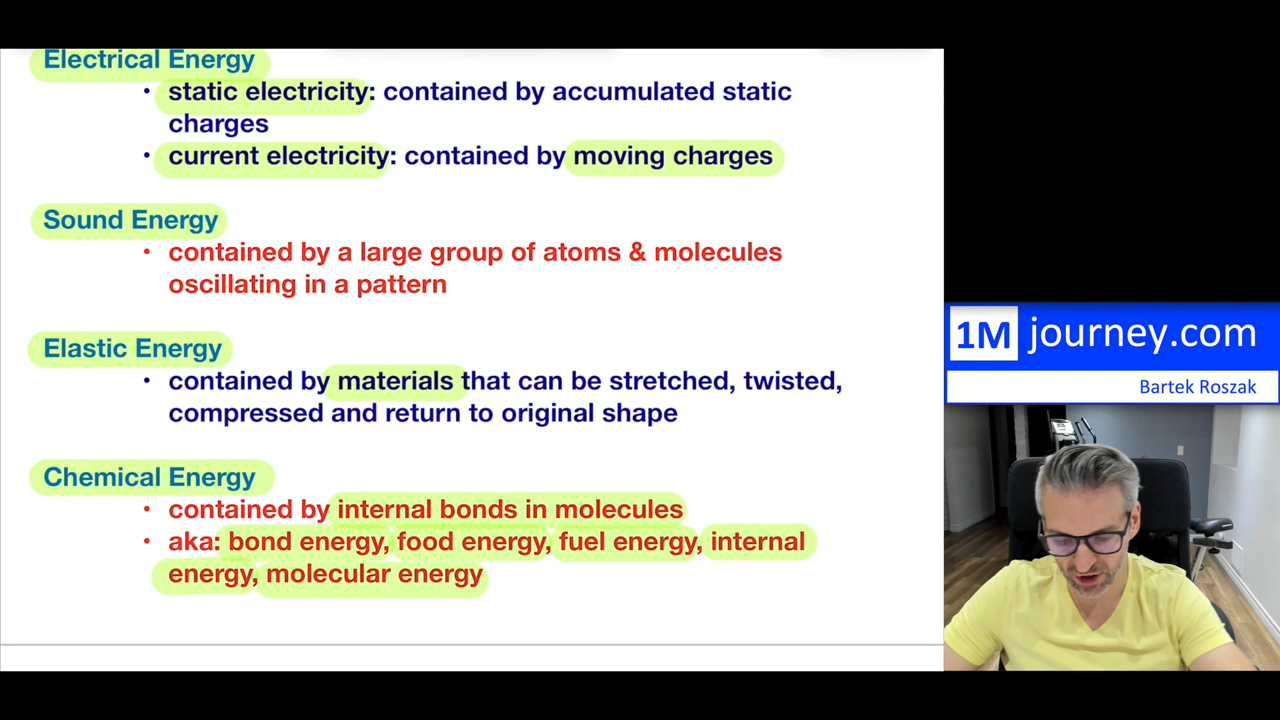 Electrical Energy
• static electricity: contained by accumulated static
charges
• current electricity: contained by moving charges
Sound Energy
• contained by a large group of atoms & molecules
oscillating in a pattern
Elastic Energy
• contained by materials that can be stretched, twisted,
compressed and return to original shape
Chemical Energy
• contained by internal bonds in molecules
• aka: bond energy, food energy, fuel energy, internal
energy, molecular energy
1M journey.com
Bartek Roszak